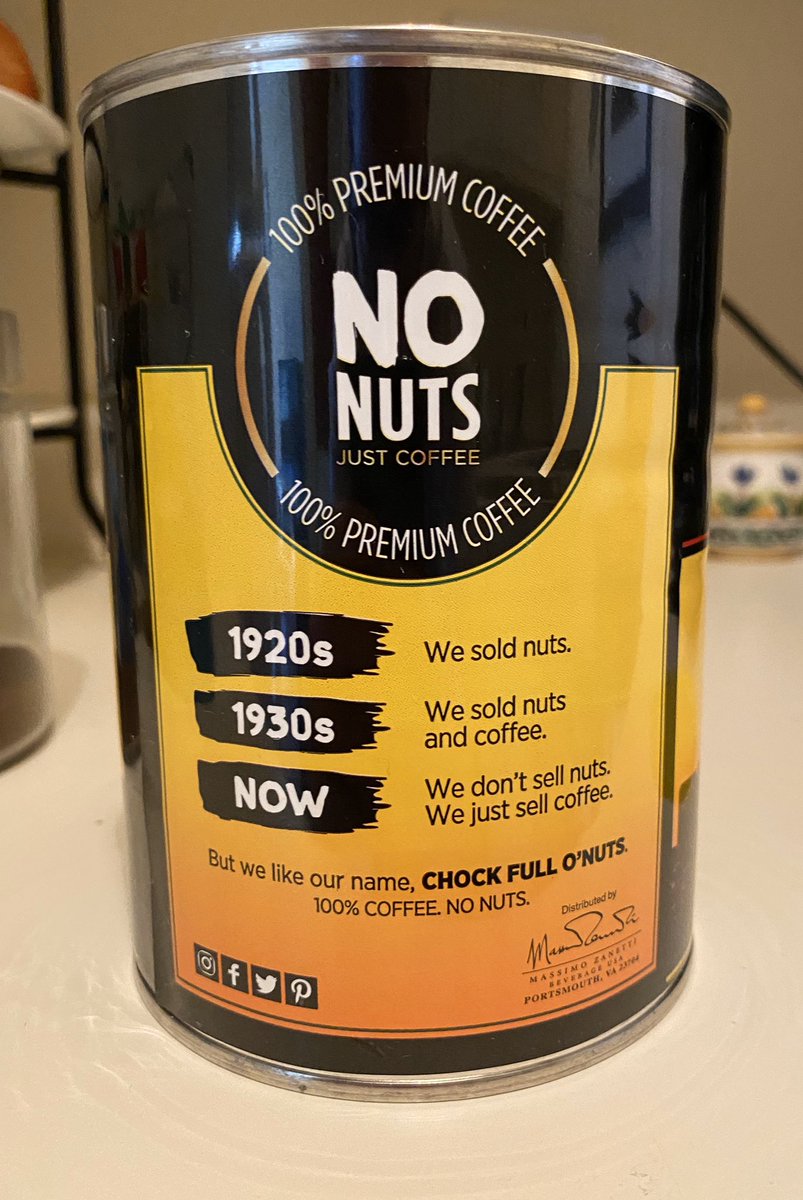 100% PREMIUM COFFEE
NO
NUTS
JUST COFFEE
100% PREMIUM COFFEE
1920s We sold nuts.
1930s We sold nuts
and coffee.
NOW We don't sell nuts.
We just sell coffee.
But we like our name, CHOCK FULL O'NUTS.
100% COFFEE. NO NUTS.
Distributed by
MASSIMO ZANETTI
BEVERAGE USA
PORTSMOUTH, VA 23704